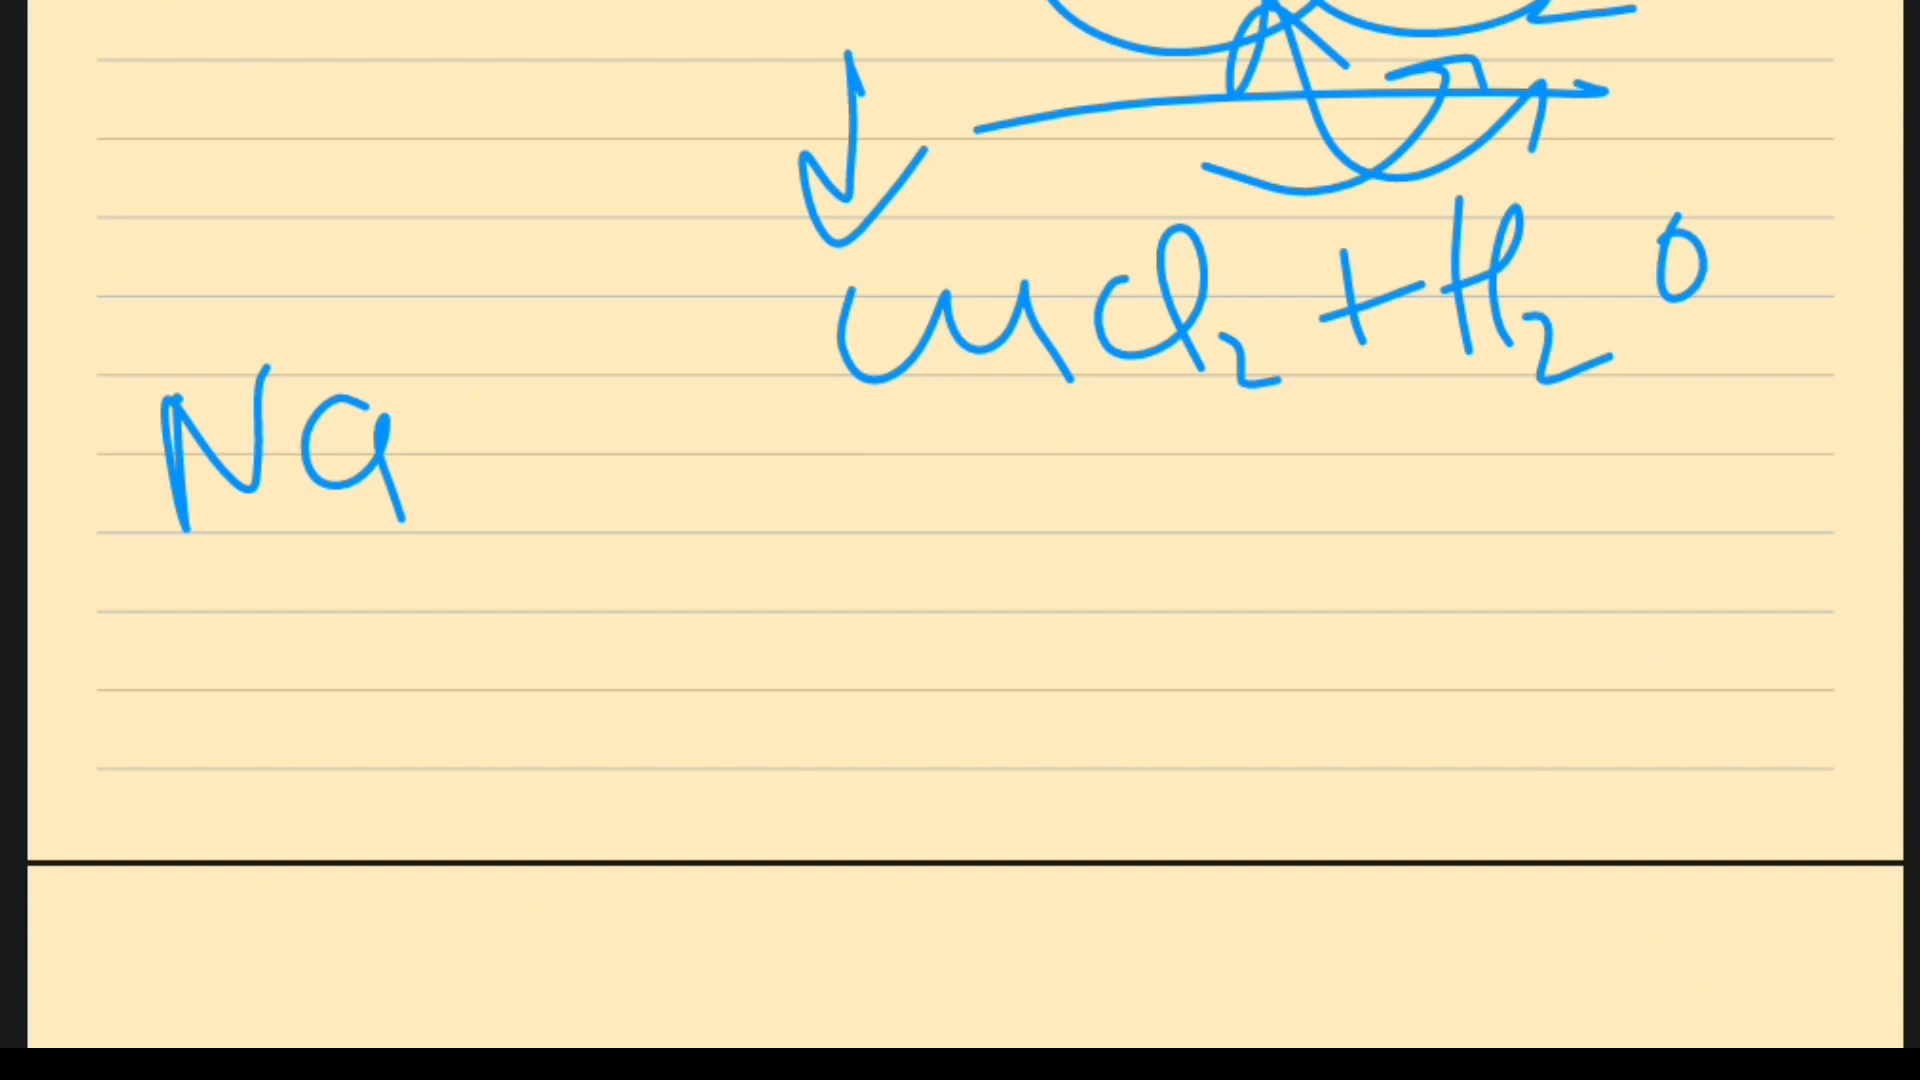 CuCl₂ + H₂O
Na